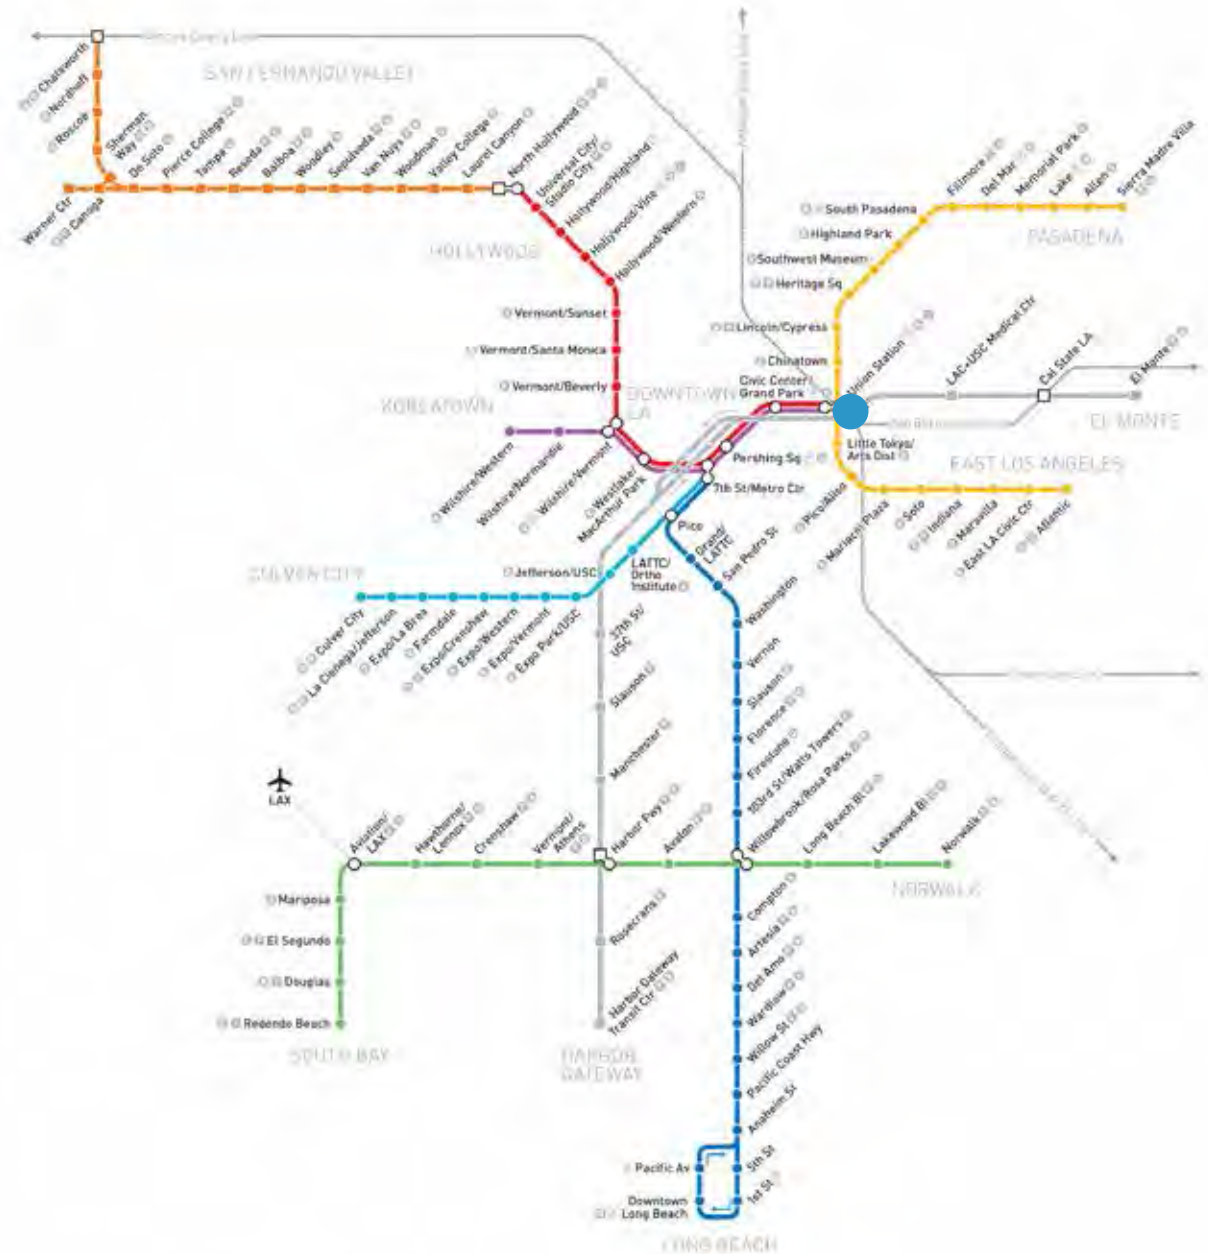 Chatsworth
Nordhoff
Roscoe
Sherman
Way
De Soto
Pierce College
Tampa
Reseda
Balboa
Woodley
Sepulveda
Van Nuys
Woodman
Valley College
Laurel Canyon
North Hollywood
Warner Ctr
Canoga
SAN FERNANDO VALLEY
Universal City/
Studio City
Hollywood/Highland
Hollywood/Vine
Hollywood/Western
HOLLYWOOD
Vermont/Sunset
Vermont/Santa Monica
Vermont/Beverly
KOREATOWN
DOWNTOWN
LA
Wilshire/Western
Wilshire/Normandie
Wilshire/Vermont
Westlake/
MacArthur Park
Civic Center/
Grand Park
Pershing Sq
7th St/Metro Ctr
Union Station
Fillmore
Del Mar
Memorial Park
Lake
Allen
Sierra Madre Villa
South Pasadena
Highland Park
Southwest Museum
Heritage Sq
Lincoln/Cypress
Chinatown
PASADENA
LAC+USC Medical Ctr
Cal State LA
El Monte
EL MONTE
Little Tokyo/
Arts Dist
EAST LOS ANGELES
Pico/Aliso
Mariachi Plaza
Soto
Indiana
Maravilla
East LA Civic Ctr
Atlantic
Pico
Grand/
LATTC
San Pedro St
LATTC/
Ortho
Institute
Jefferson/USC
CULVER CITY
Culver City
La Cienega/Jefferson
Expo/La Brea
Farmdale
Expo/Crenshaw
Expo/Western
Expo/Vermont
Expo Park/USC
37th St/
USC
Slauson
Manchester
Washington
Vernon
Slauson
Florence
Firestone
103rd St/Watts Towers
Willowbrook/Rosa Parks
LAX
Aviation/
LAX
Hawthorne/
Lennox
Crenshaw
Vermont/
Athens
Harbor Fwy
Avalon
Long Beach Bl
Lakewood Bl
Norwalk
NORWALK
Mariposa
El Segundo
Douglas
Redondo Beach
SOUTH BAY
Rosecrans
Harbor Gateway
Transit Ctr
HARBOR
GATEWAY
Compton
Artesia
Del Amo
Wardlow
Willow St
Pacific Coast Hwy
Anaheim St
5th St
1st St
Pacific Av
Downtown
Long Beach
LONG BEACH